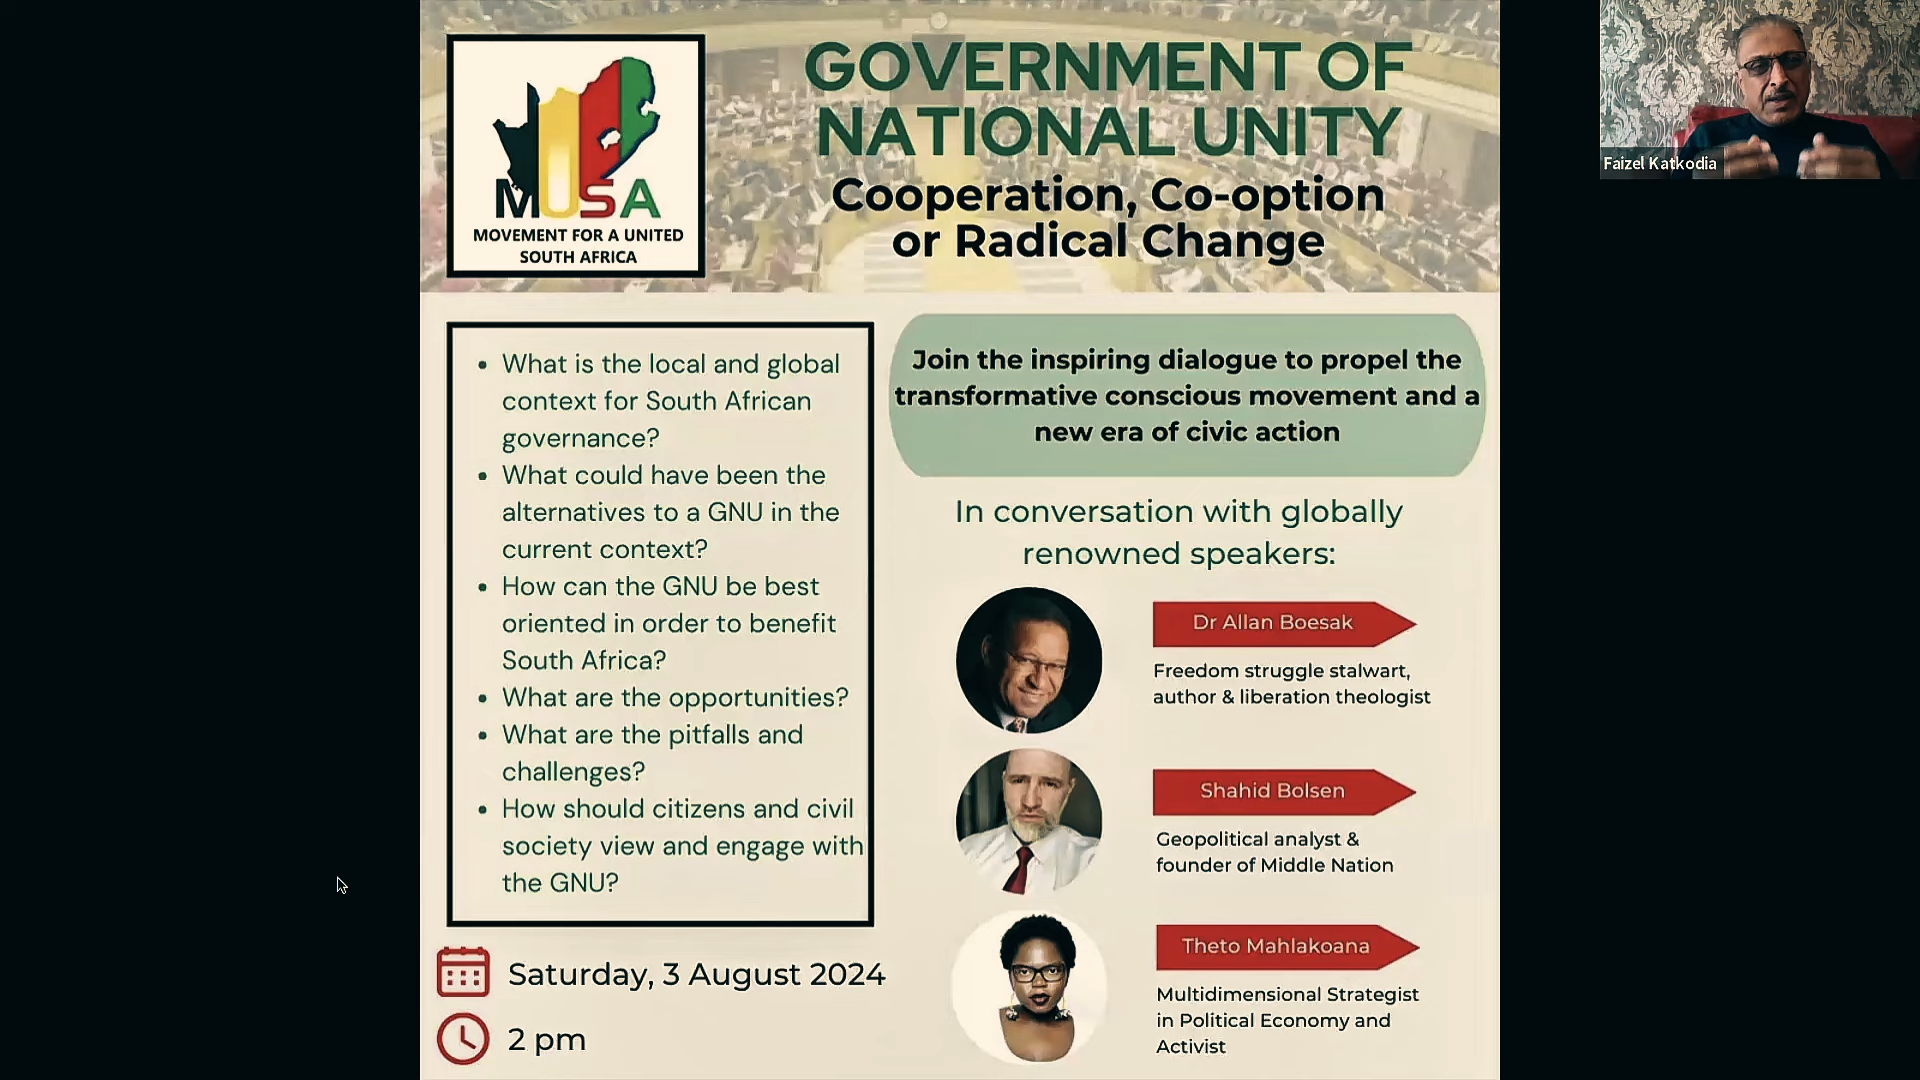 MUSA
MOVEMENT FOR A UNITED
SOUTH AFRICA
GOVERNMENT OF
NATIONAL UNITY
Cooperation, Co-option
or Radical Change
Faizel Katkodia
• What is the local and global
context for South African
governance?
• What could have been the
alternatives to a GNU in the
current context?
• How can the GNU be best
oriented in order to benefit
South Africa?
• What are the opportunities?
• What are the pitfalls and
challenges?
• How should citizens and civil
society view and engage with
the GNU?
Saturday, 3 August 2024
2 pm
Join the inspiring dialogue to propel the
transformative conscious movement and a
new era of civic action
In conversation with globally
renowned speakers:
Dr Allan Boesak
Freedom struggle stalwart,
author & liberation theologist
Shahid Bolsen
Geopolitical analyst &
founder of Middle Nation
Theto Mahlakoana
Multidimensional Strategist
in Political Economy and
Activist